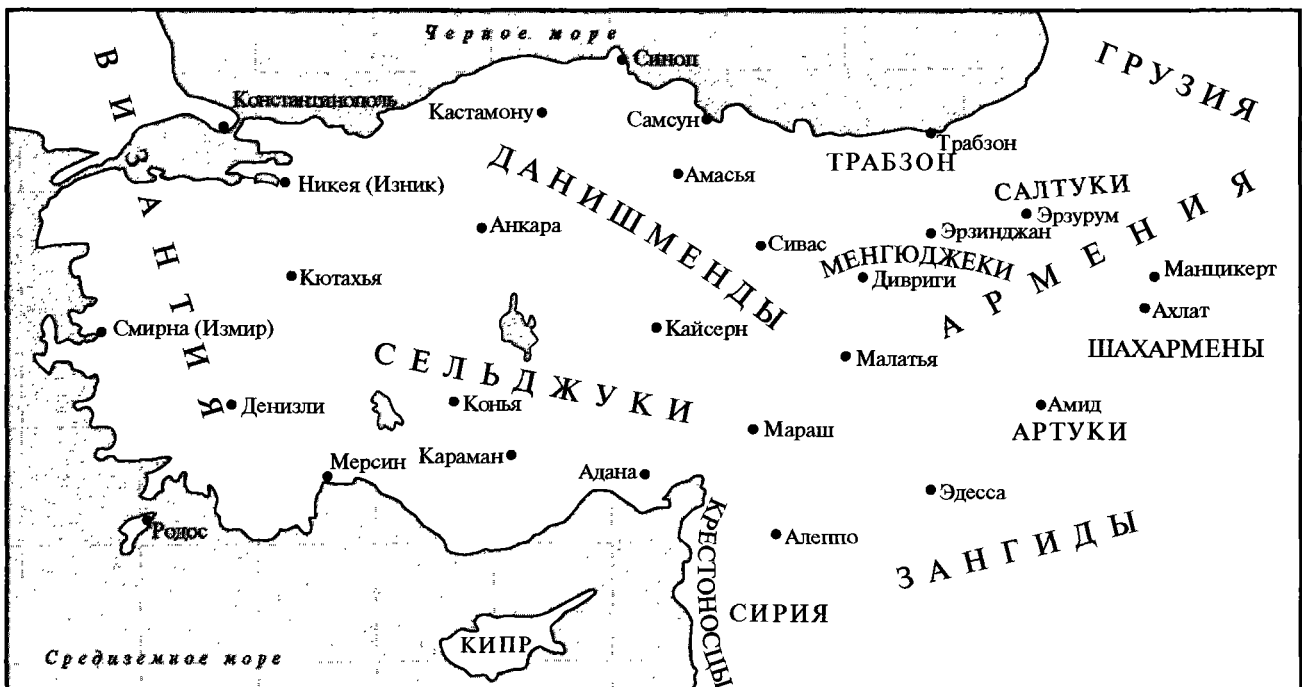 Черное море
ВИЗАНТИЯ
ГРУЗИЯ
Синоп
Константинополь
Кастамону
Самсун
Трабзон
ТРАБЗОН
ДАНИШМЕНДЫ
Амасья
Никея (Изник)
САЛТУКИ
Эрзурум
АРМЕНИЯ
Анкара
Эрзинджан
Сивас
МЕНГЮДЖЕКИ
Кютахья
Дивриги
Манцикерт
Ахлат
Смирна (Измир)
Кайсерн
ШАХАРМЕНЫ
Малатья
СЕЛЬДЖУКИ
Денизли
Конья
Амид
АРТУКИ
Мараш
Караман
Мерсин
Адана
Эдесса
Родос
КРЕСТОНОСЦЫ
Алеппо
ЗАНГИДЫ
СИРИЯ
КИПР
Средиземное море